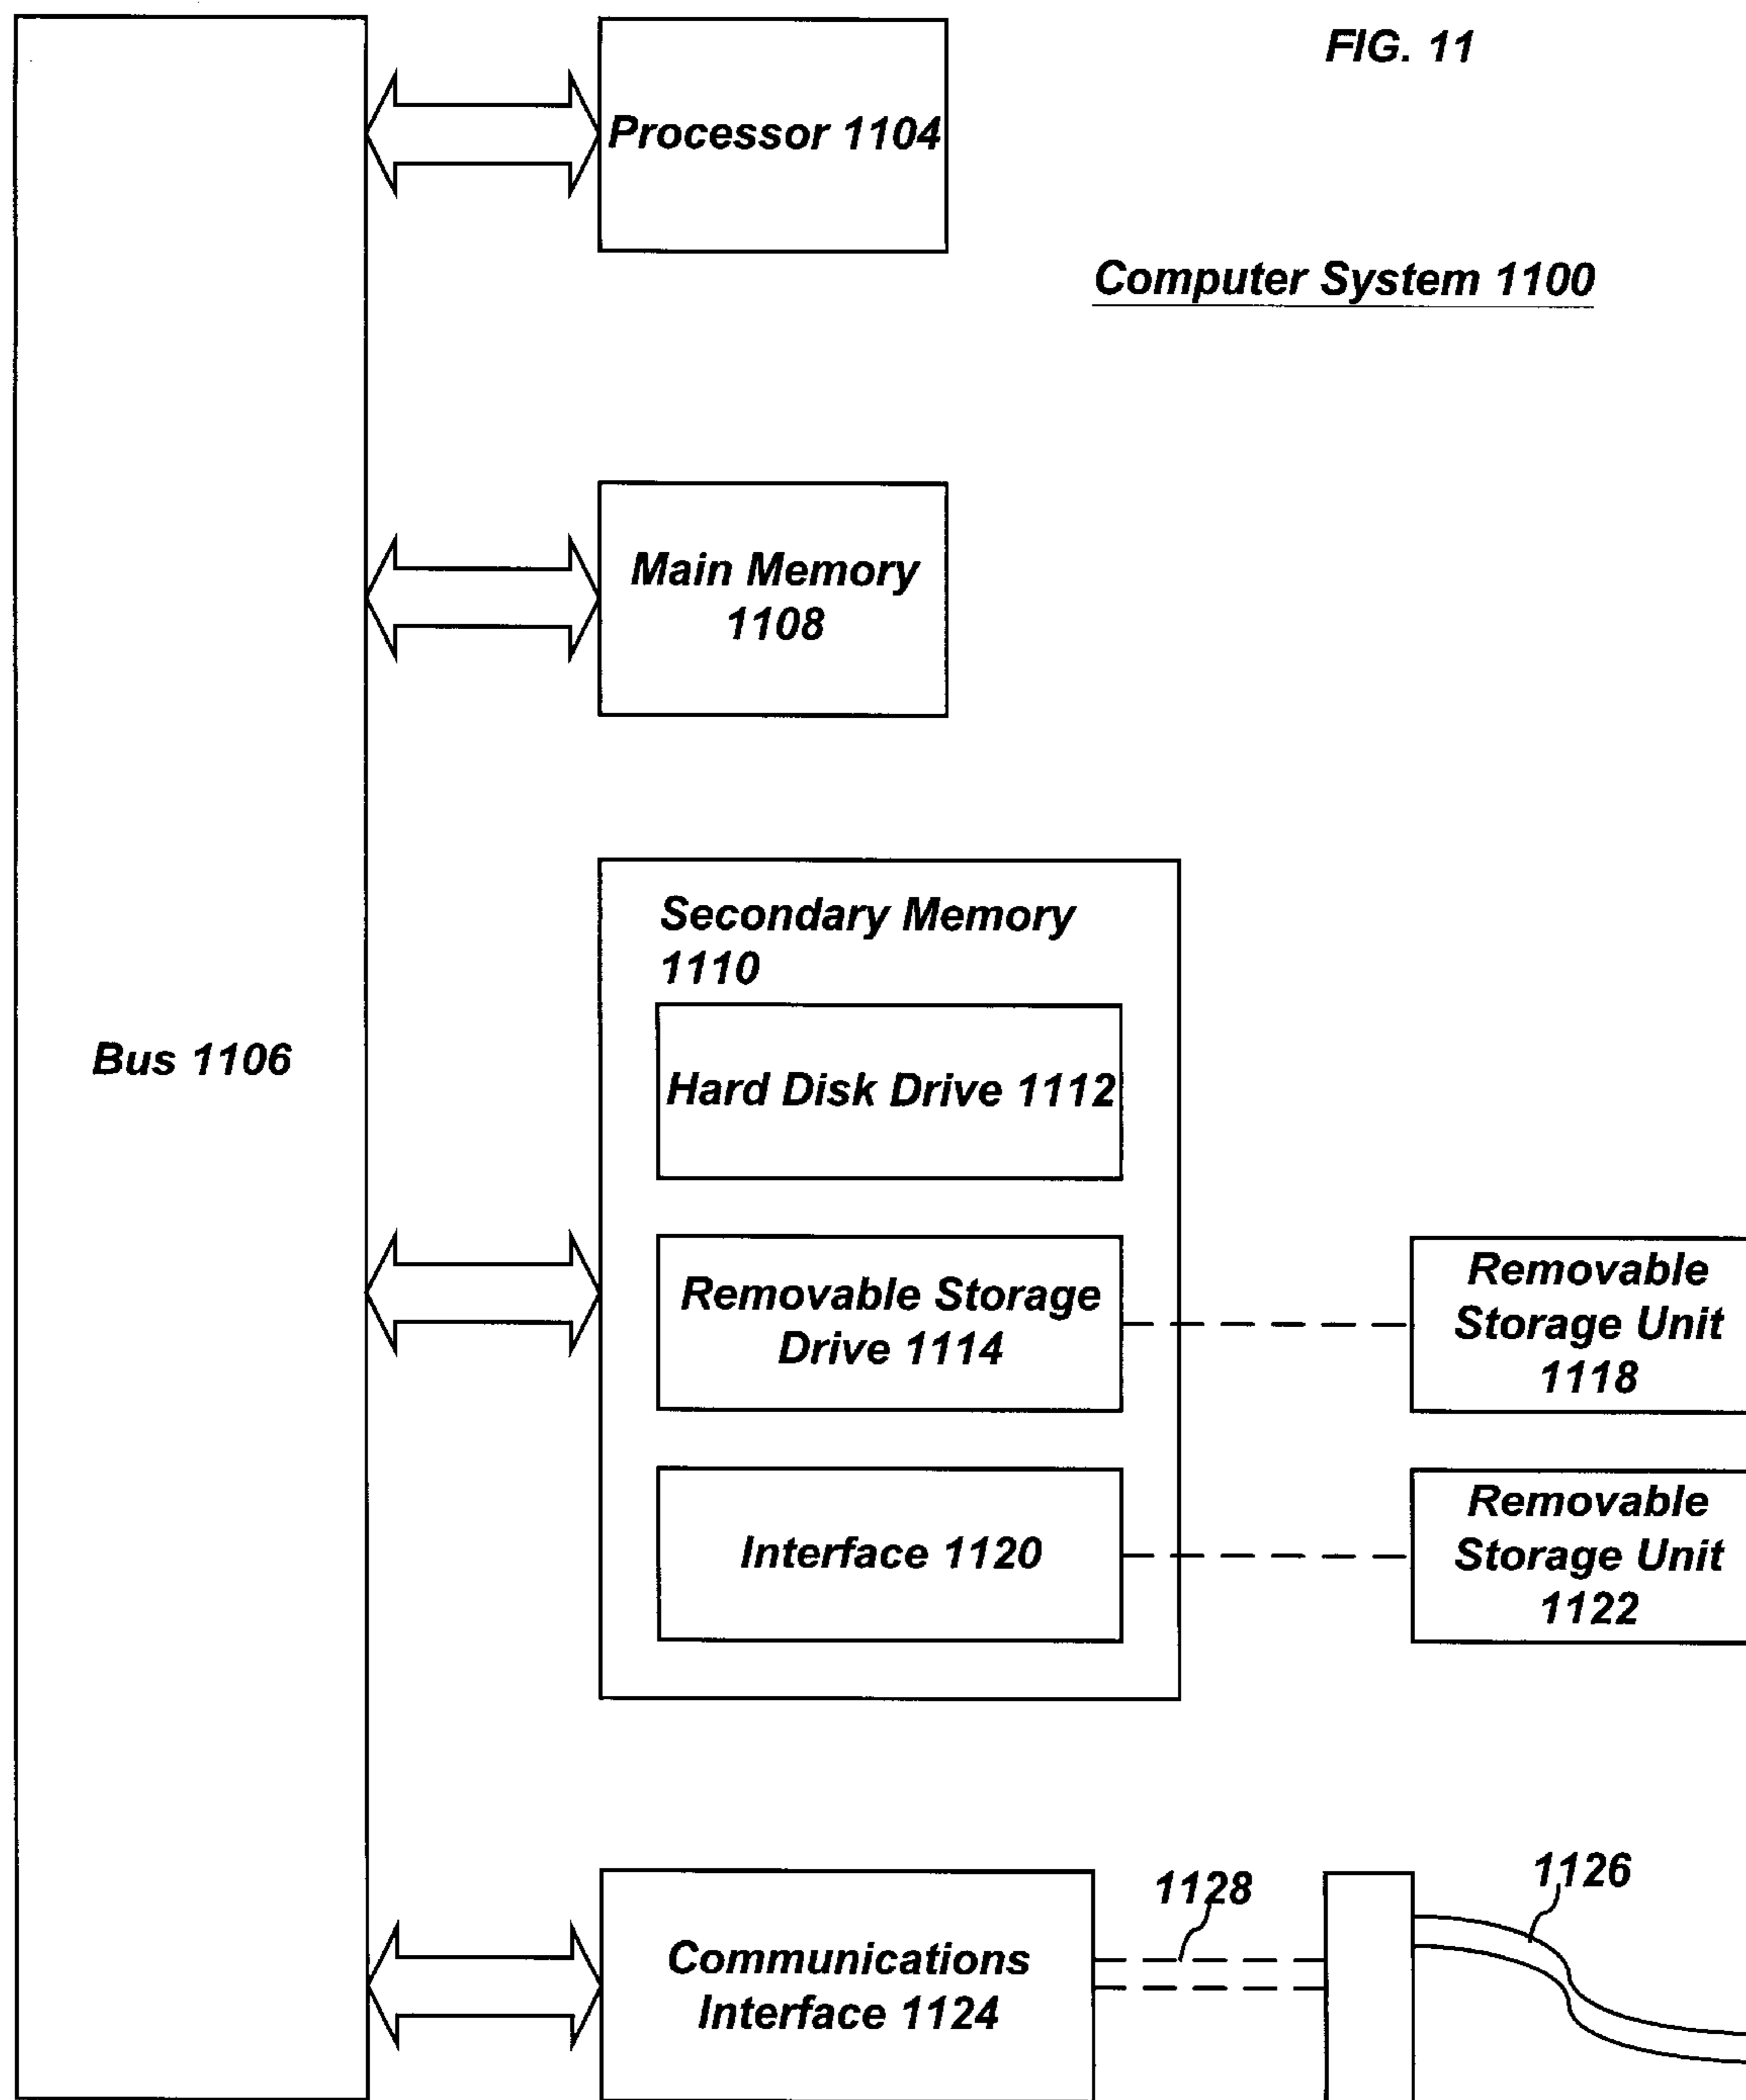 FIG. 11
Processor 1104
Computer System 1100
Main Memory
1108
Secondary Memory
1110
Bus 1106
Hard Disk Drive 1112
Removable Storage
Drive 1114
Removable
Storage Unit
1118
Interface 1120
Removable
Storage Unit
1122
Communications
Interface 1124
1128
1126